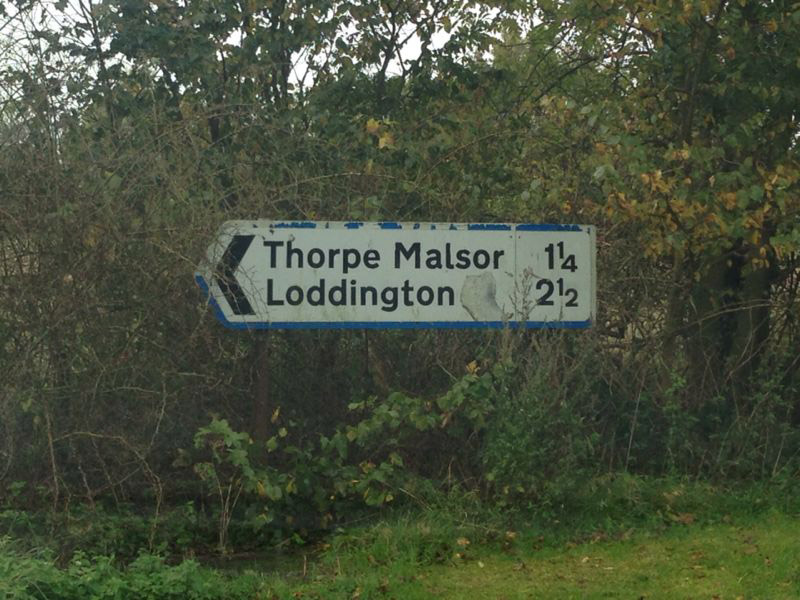 Thorpe Malsor 1¼
Loddington 2½